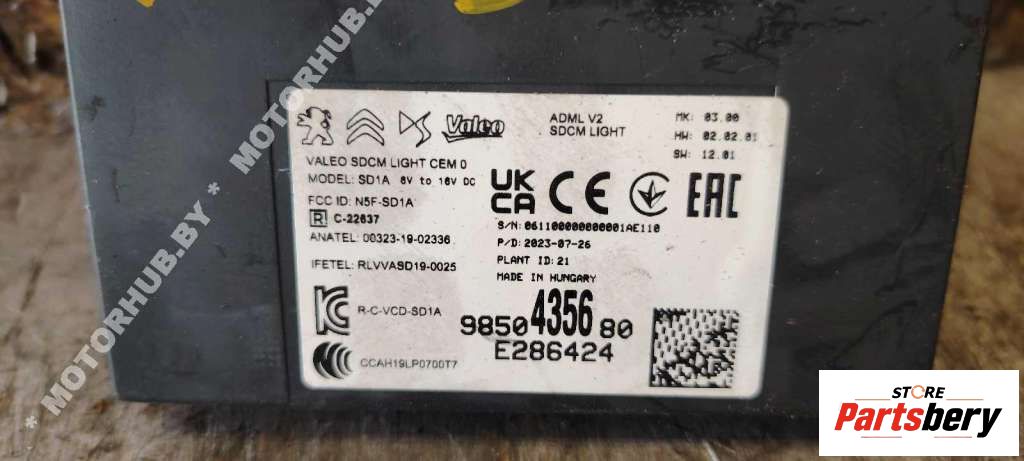 * MOTORHUB.BY * MOTORHUB.BY
Valeo
ADML V2
SDCM LIGHT
MK: 03.00
HW: 02.02.01
SW: 12.01
VALEO SDCM LIGHT CEM 0
MODEL: SD1A 6V to 16V DC
FCC ID: N5F-SD1A
R C-22637
ANATEL: 00323-19-02336
IFETEL: RLVVASD19-0025
R-C-VCD-SD1A
CCAH19LP0700T7
UK
CA
CE
EAC
S/N: 061100000000001AE110
P/D: 2023-07-26
PLANT ID: 21
MADE IN HUNGARY
9850435680
E286424
STORE
Partsbery